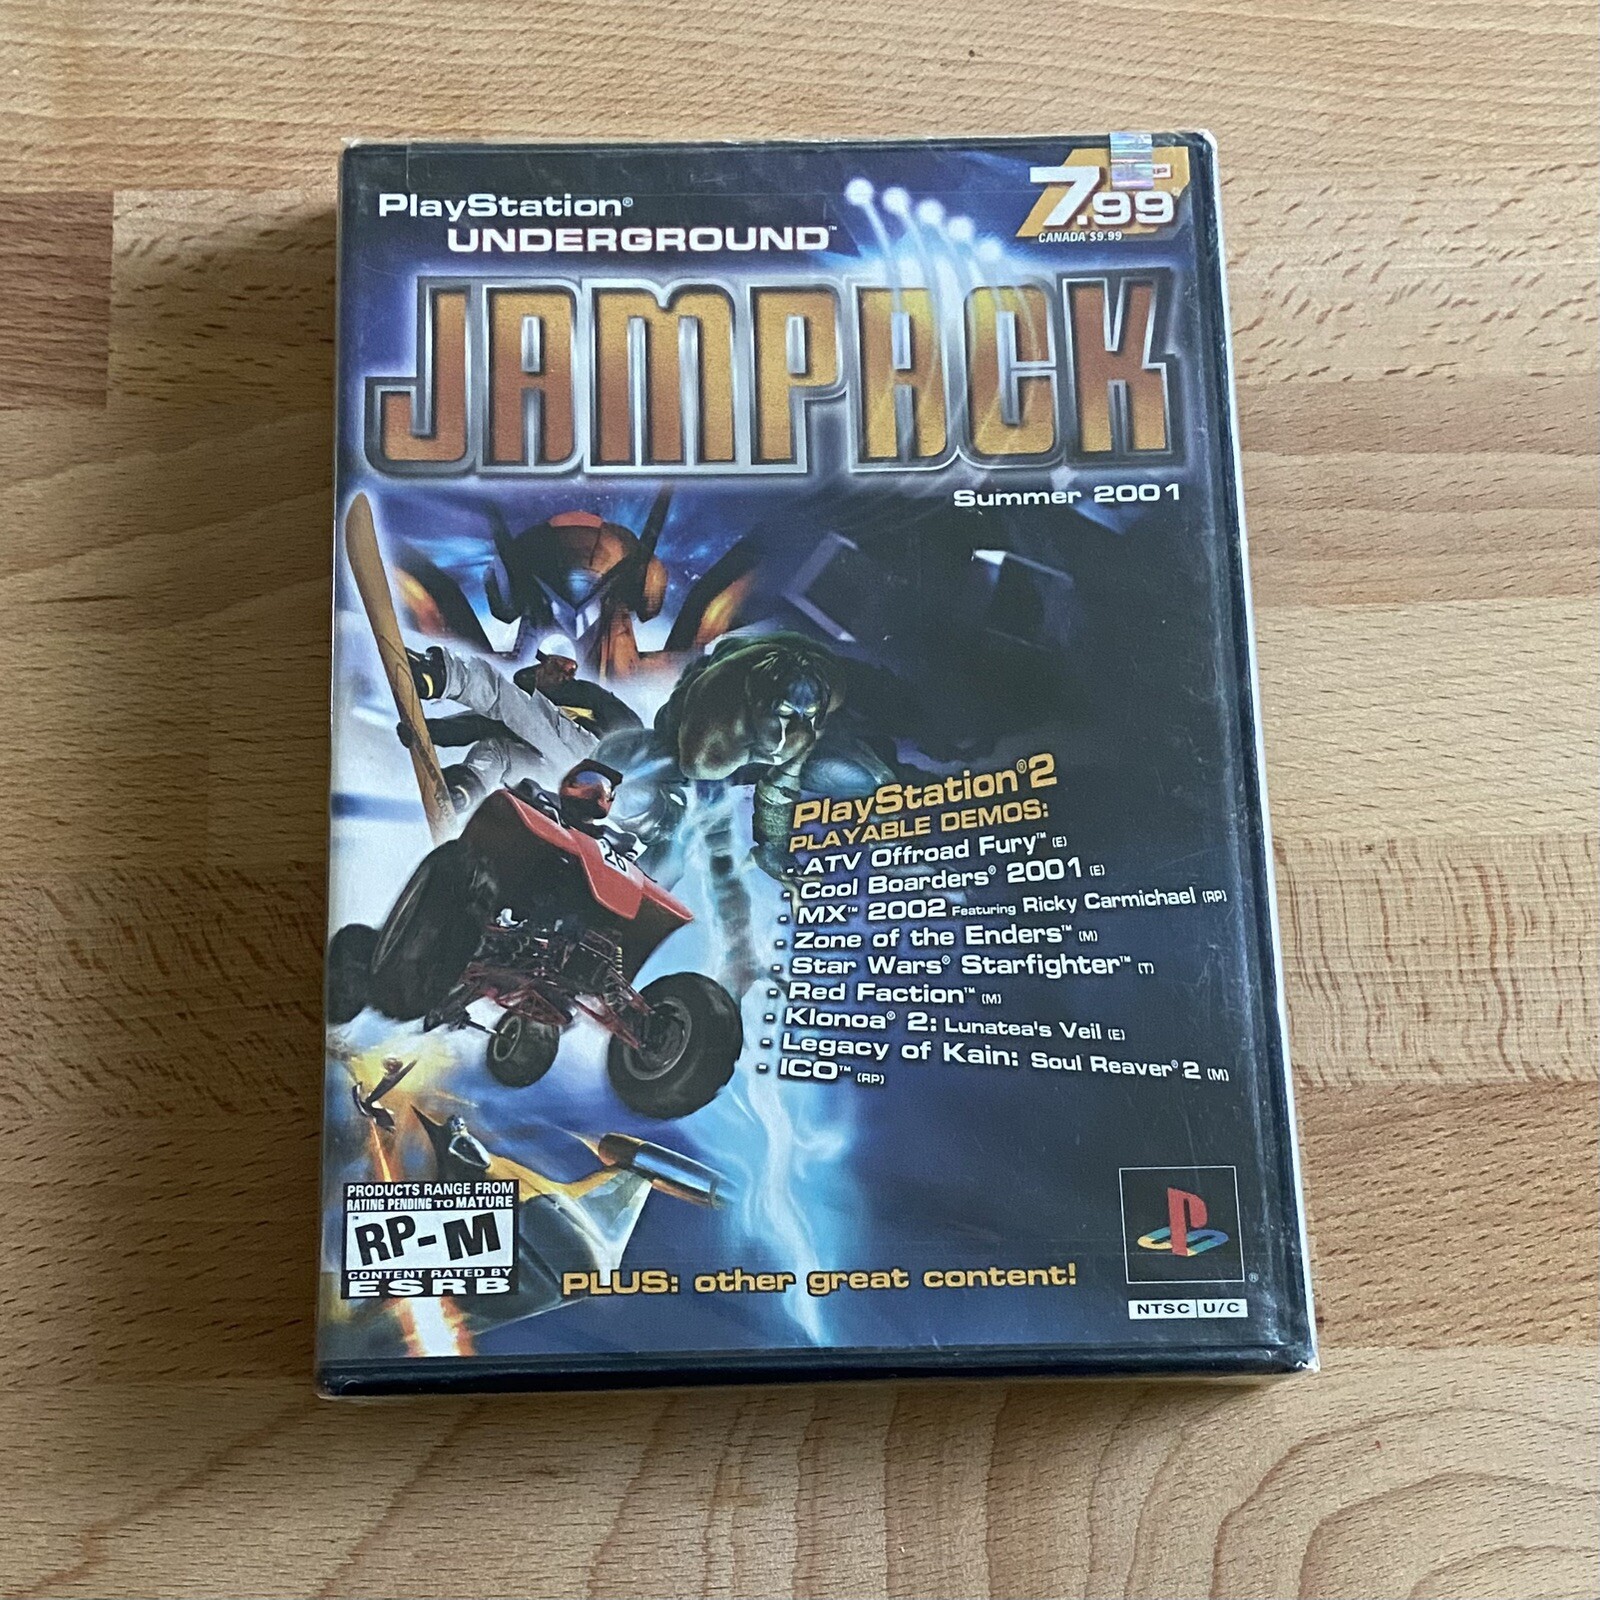 PlayStation®
UNDERGROUND™
7.99
CANADA $9.99
JAMPACK
Summer 2001
26
PlayStation®2
PLAYABLE DEMOS:
- ATV Offroad Fury™ (E)
- Cool Boarders® 2001 (E)
- MX™ 2002 Featuring Ricky Carmichael (RP)
- Zone of the Enders™ (M)
- Star Wars® Starfighter™ (T)
- Red Faction™ (M)
- Klonoa® 2: Lunatea's Veil (E)
- Legacy of Kain: Soul Reaver® 2 (M)
- ICO™ (RP)
PRODUCTS RANGE FROM
RATING PENDING TO MATURE
RP-M
CONTENT RATED BY
ESRB
PLUS: other great content!
®
NTSC U/C